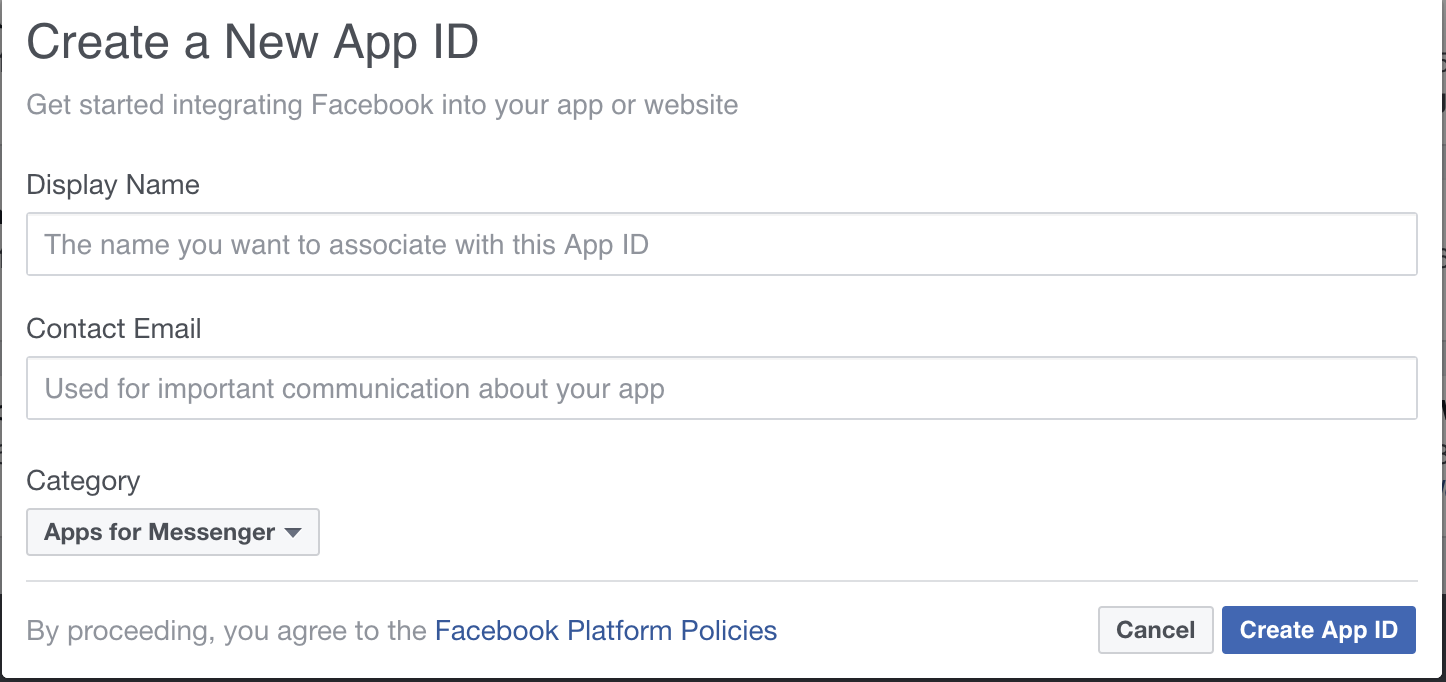 Create a New App ID
Get started integrating Facebook into your app or website
Display Name
The name you want to associate with this App ID
Contact Email
Used for important communication about your app
Category
Apps for Messenger
By proceeding, you agree to the Facebook Platform Policies
Cancel
Create App ID